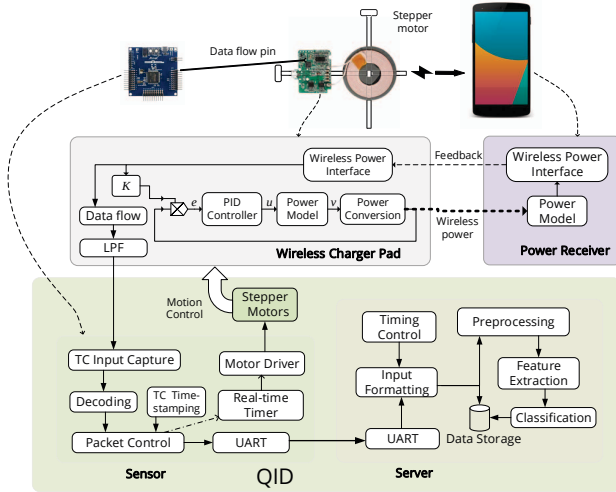 Stepper
motor
Data flow pin
Wireless Power
Interface
Feedback
Wireless Power
Interface
K
Data flow
e
PID
Controller
u
Power
Model
v
Power
Conversion
Wireless
power
Power
Model
LPF
Wireless Charger Pad
Power Receiver
Motion
Control
Stepper
Motors
Timing
Control
Preprocessing
TC Input Capture
Motor Driver
Input
Formatting
Feature
Extraction
Decoding
TC Time-
stamping
Real-time
Timer
Classification
Packet Control
UART
UART
Data Storage
Sensor
QID
Server